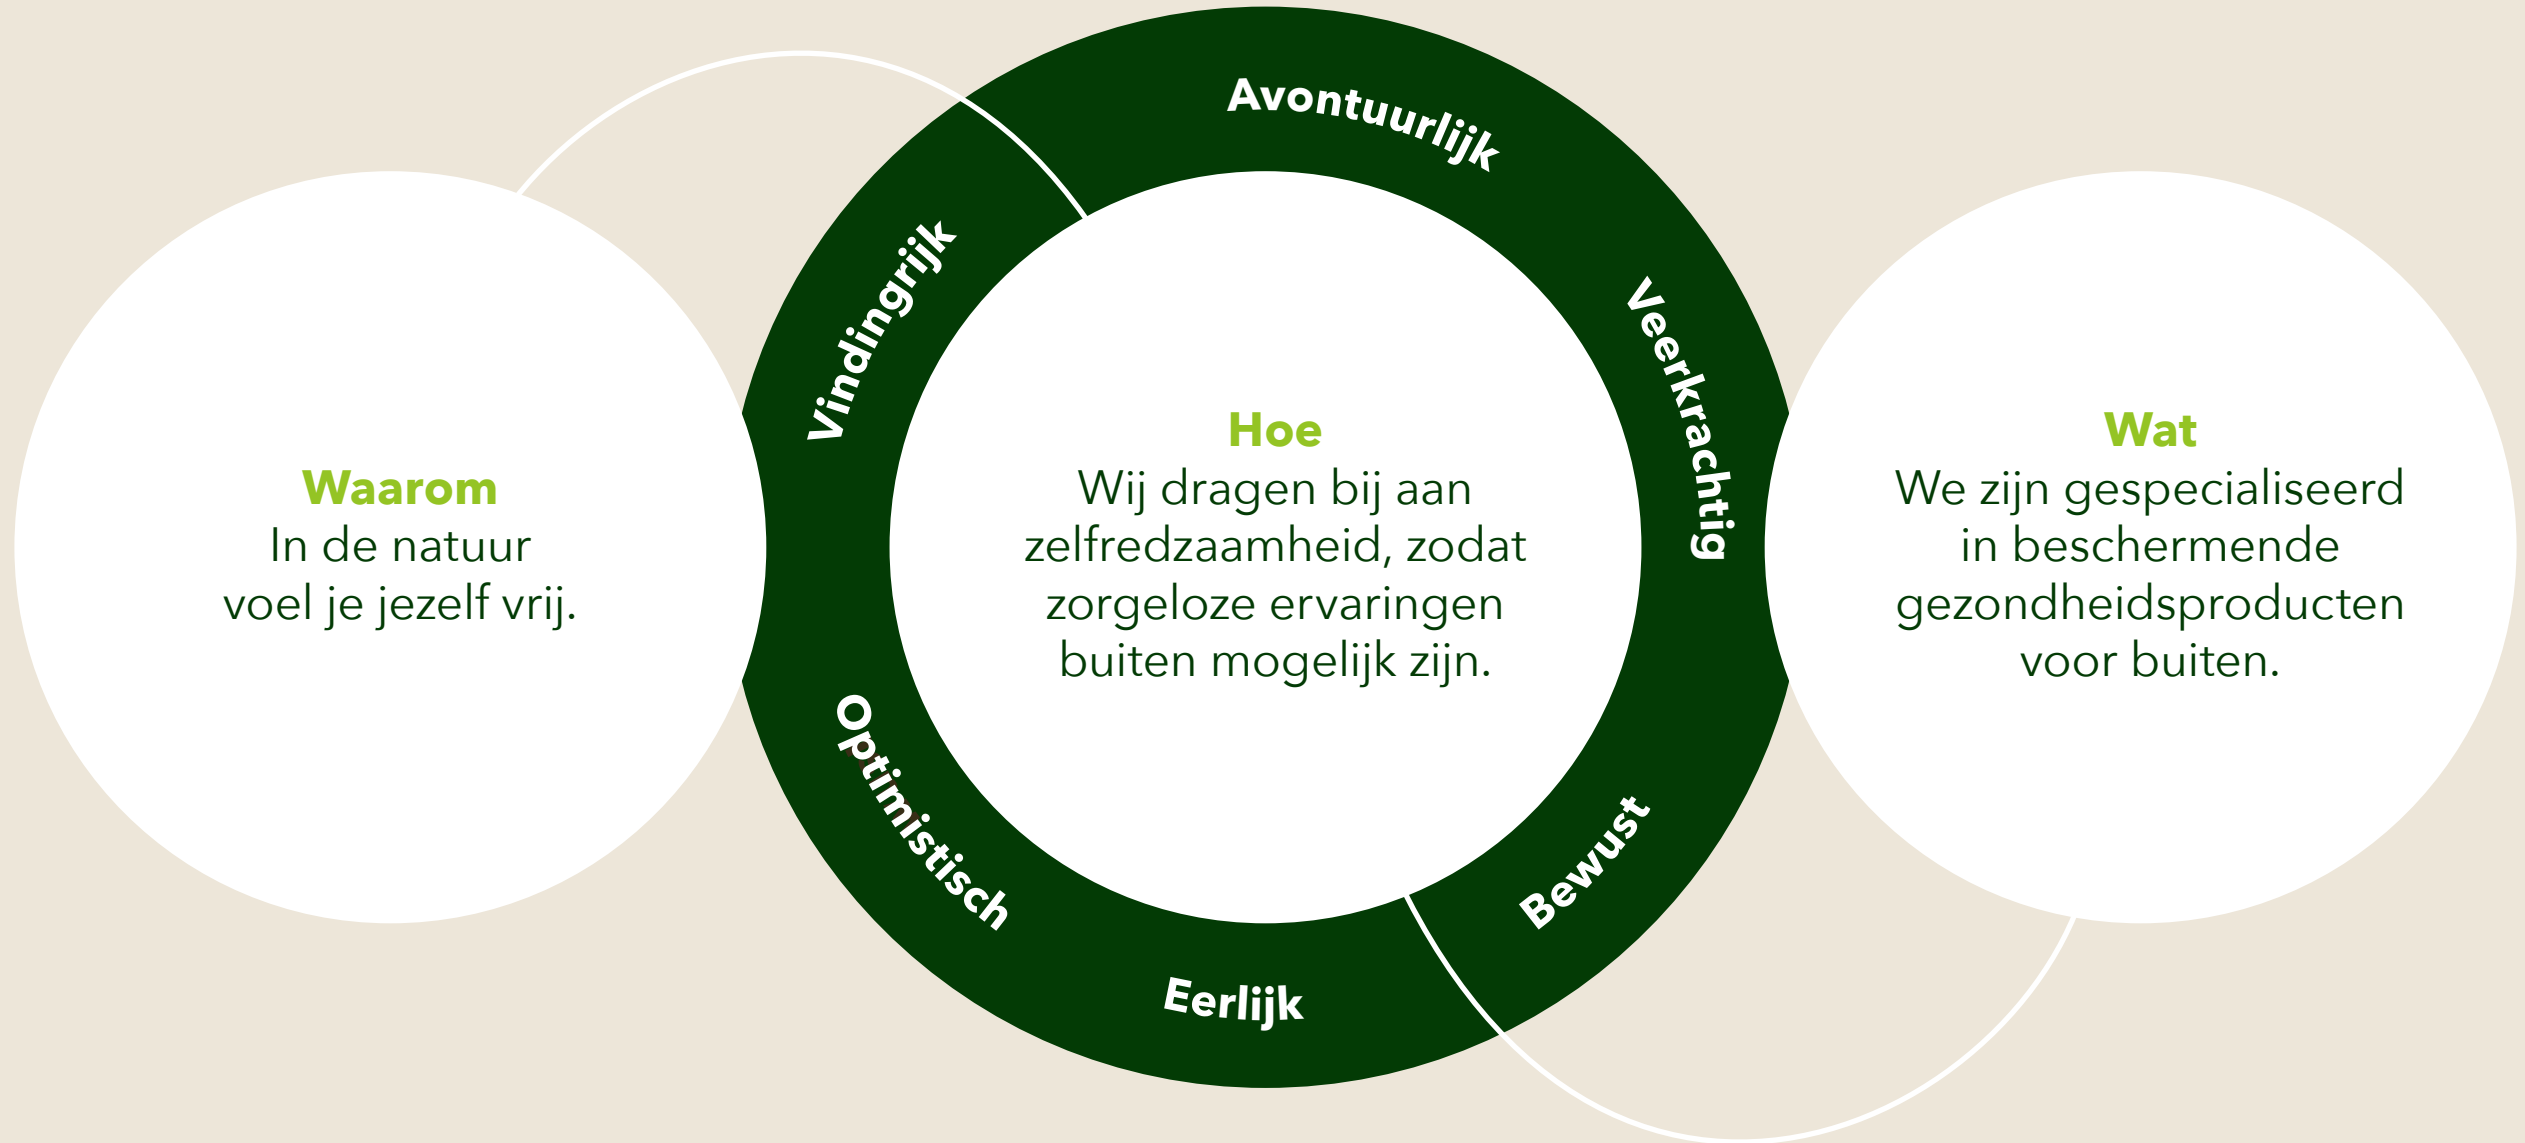 Waarom
In de natuur
voel je jezelf vrij.
Vindingrijk
Avontuurlijk
Veerkrachtig
Bewust
Eerlijk
Optimistisch
Hoe
Wij dragen bij aan
zelfredzaamheid, zodat
zorgeloze ervaringen
buiten mogelijk zijn.
Wat
We zijn gespecialiseerd
in beschermende
gezondheidsproducten
voor buiten.